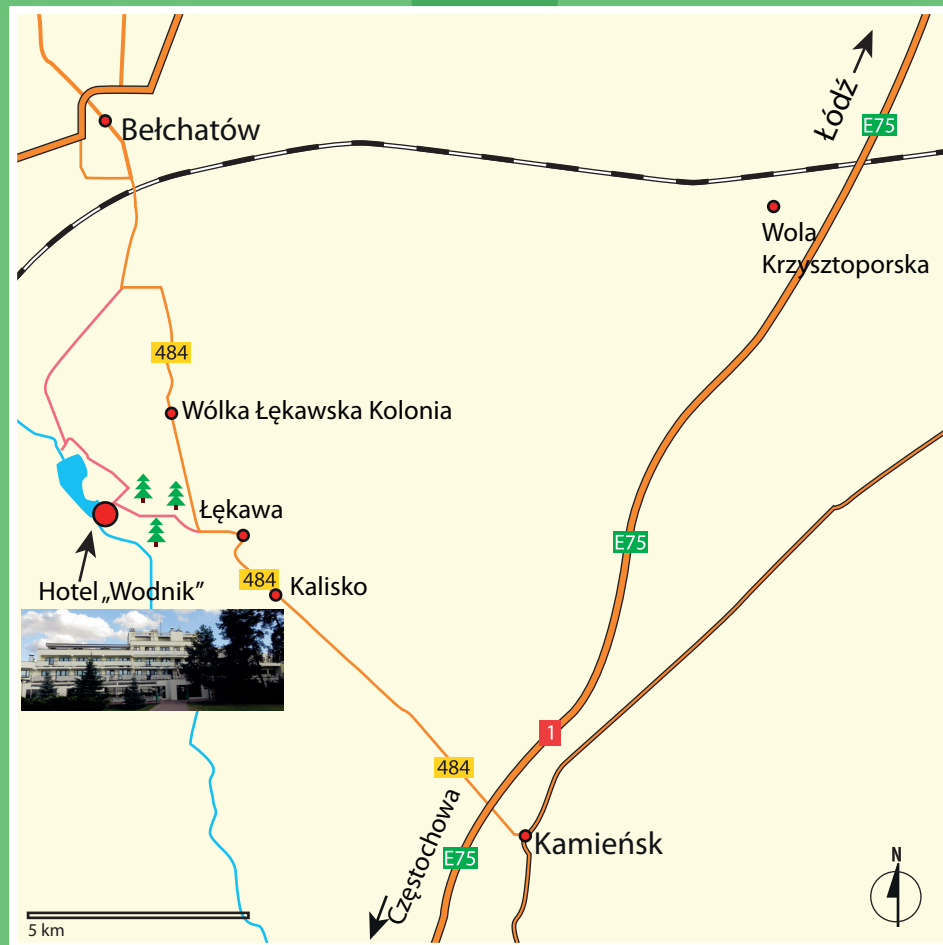 Łódź
E75
Bełchatów
Wola
Krzysztoporska
484
Wólka Łękawska Kolonia
Łękawa
E75
484
Kalisko
Hotel „Wodnik”
1
484
Częstochowa
Kamieńsk
E75
N
5 km